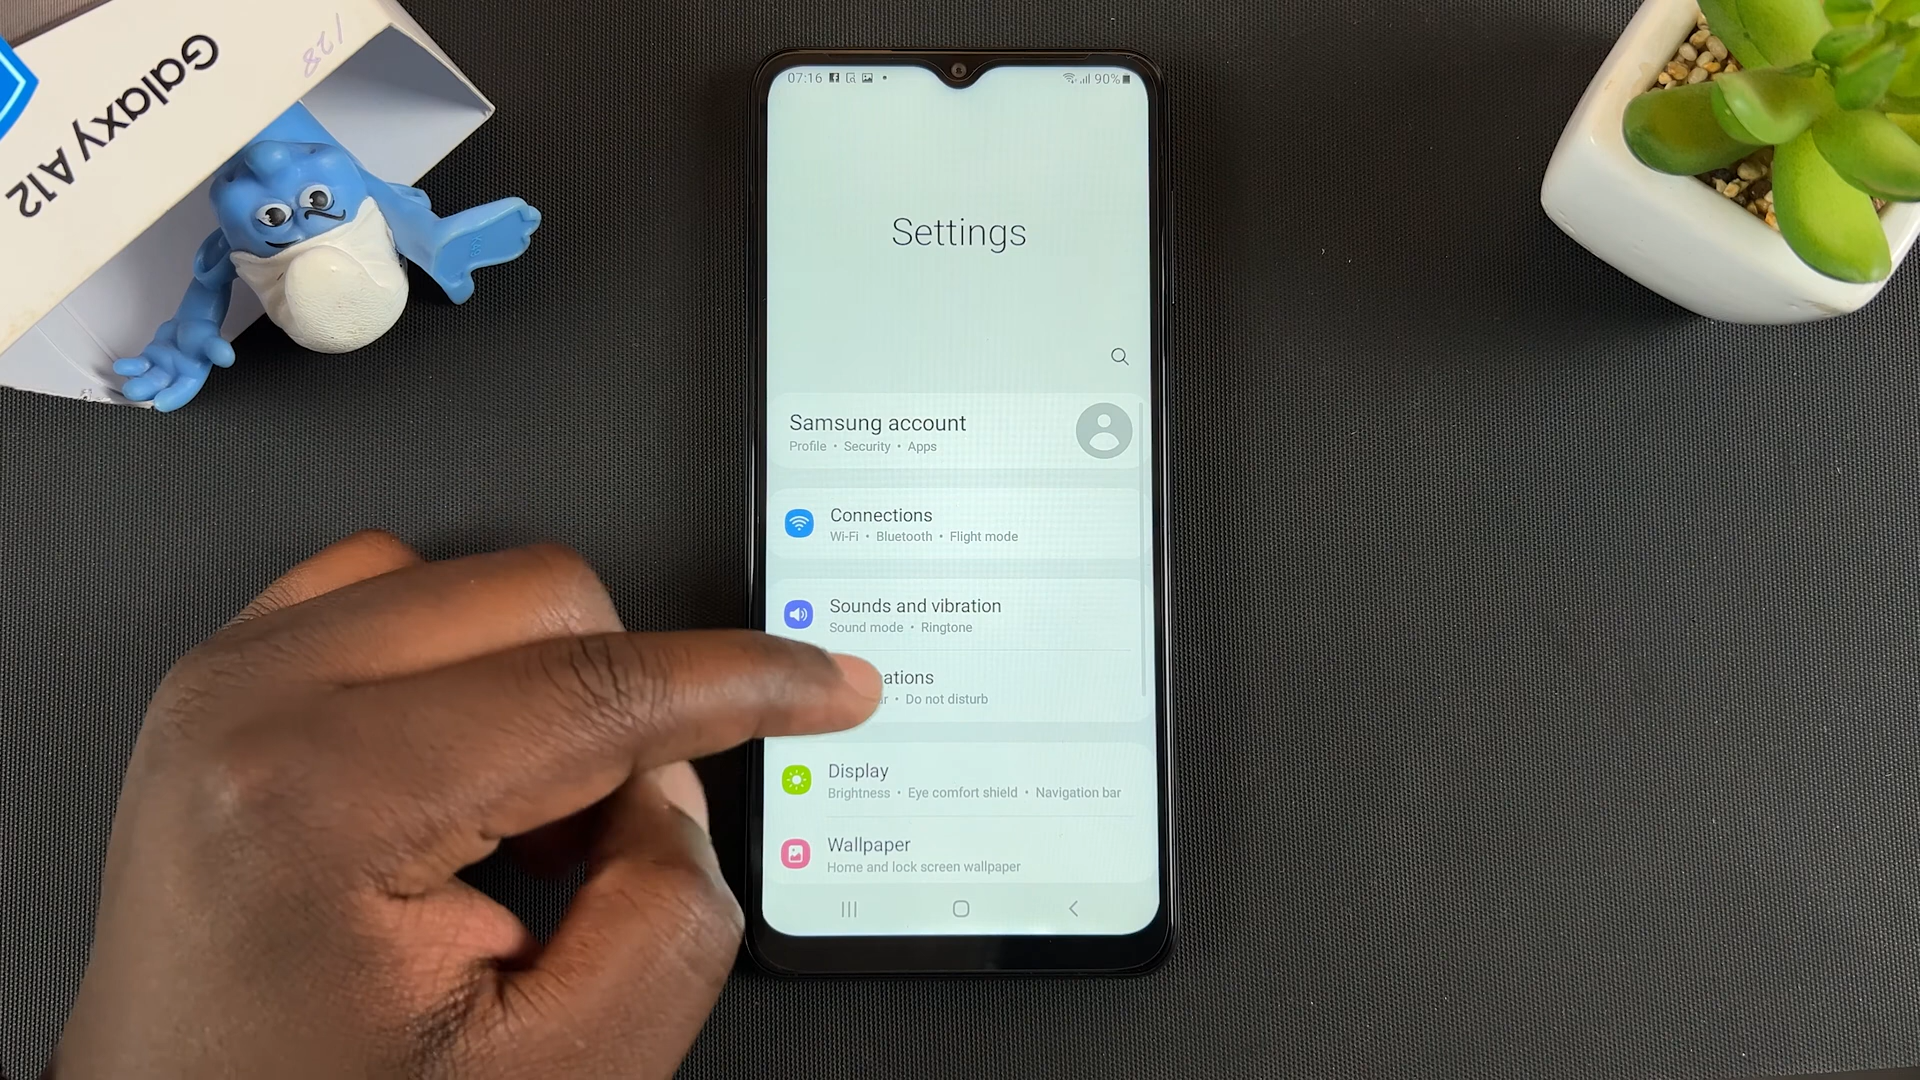 Galaxy A12
128
07:16
90%
Settings
Samsung account
Profile • Security • Apps
Connections
Wi-Fi • Bluetooth • Flight mode
Sounds and vibration
Sound mode • Ringtone
ations
ar • Do not disturb
Display
Brightness • Eye comfort shield • Navigation bar
Wallpaper
Home and lock screen wallpaper